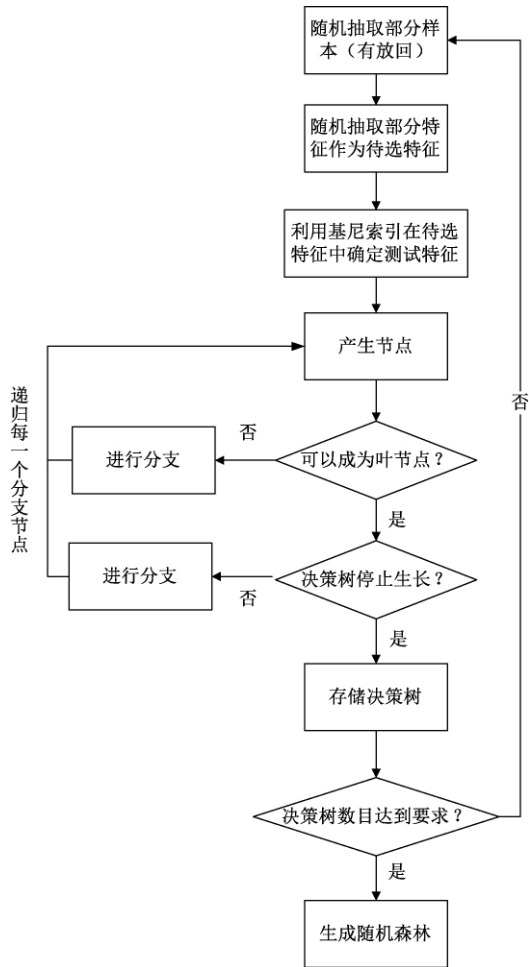 随机抽取部分样
本（有放回）
随机抽取部分特
征作为待选特征
利用基尼索引在待选
特征中确定测试特征
产生节点
可以成为叶节点？
否
进行分支
是
决策树停止生长？
否
进行分支
递归每一个分支节点
是
存储决策树
决策树数目达到要求？
否
是
生成随机森林